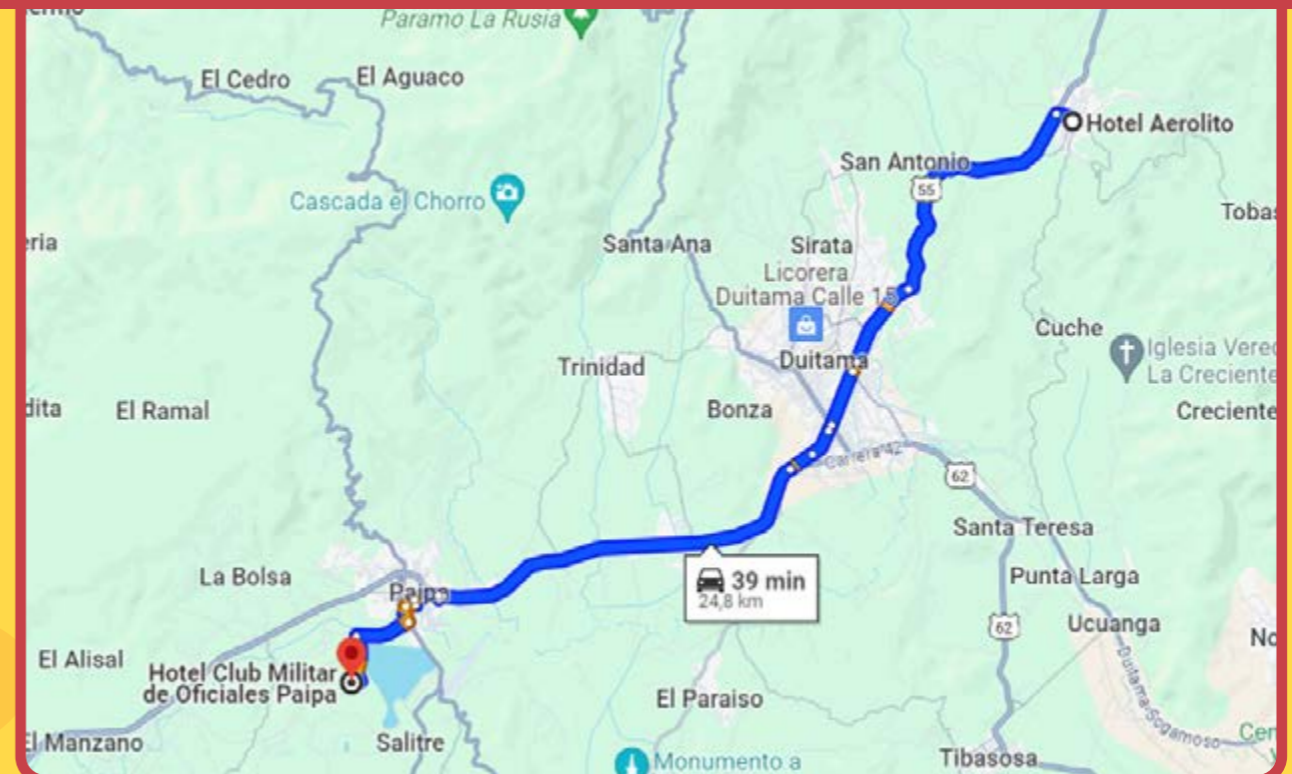 Paramo La Rusia
El Cedro
El Aguaco
Hotel Aerolito
San Antonio
55
Cascada el Chorro
Santa Ana
Sirata
Licorera
Duitama Calle 15
Cuche
Iglesia Vered
La Creciente
Trinidad
Duitama
El Ramal
Bonza
Creciente
Carrera 42
62
Santa Teresa
La Bolsa
39 min
24,8 km
Punta Larga
Paipa
62
Ucuanga
El Alisal
Hotel Club Militar
de Oficiales Paipa
El Paraiso
Duitama-Sogamoso
El Manzano
Salitre
Monumento a
Tibasosa